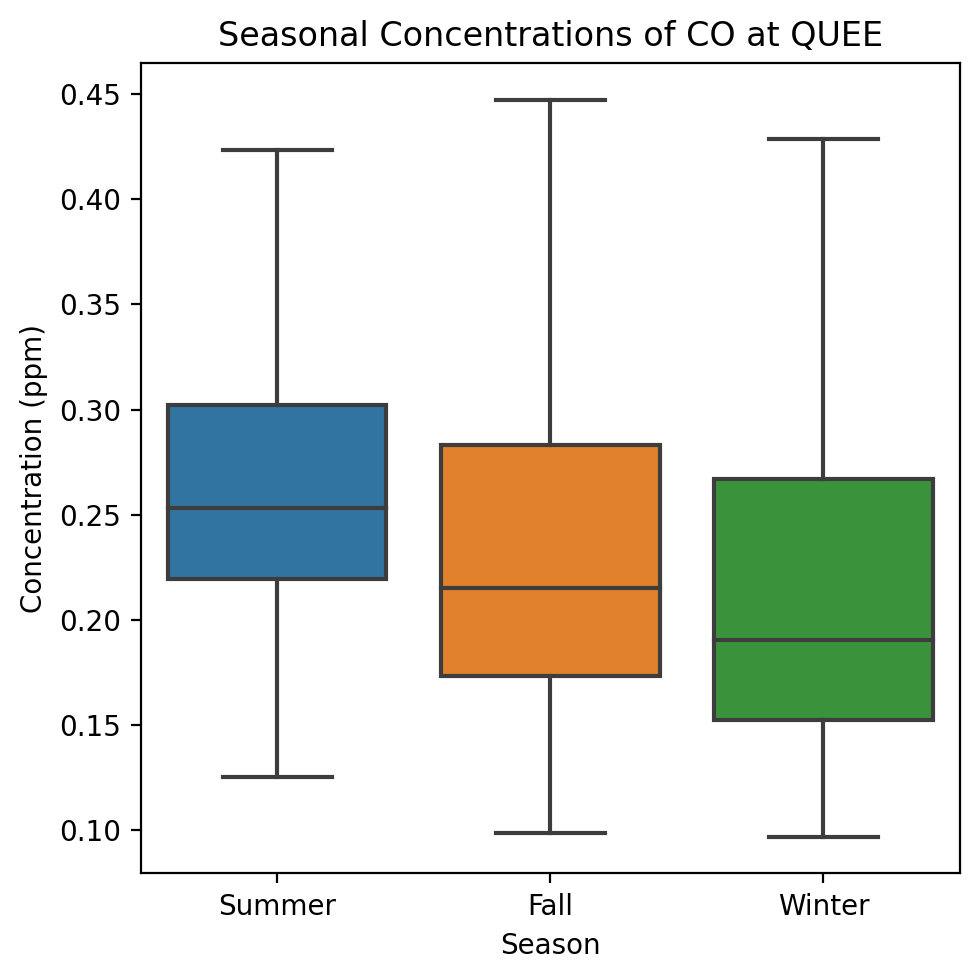 Seasonal Concentrations of CO at QUEE
Concentration (ppm)
0.45
0.40
0.35
0.30
0.25
0.20
0.15
0.10
Summer Fall Winter
Season